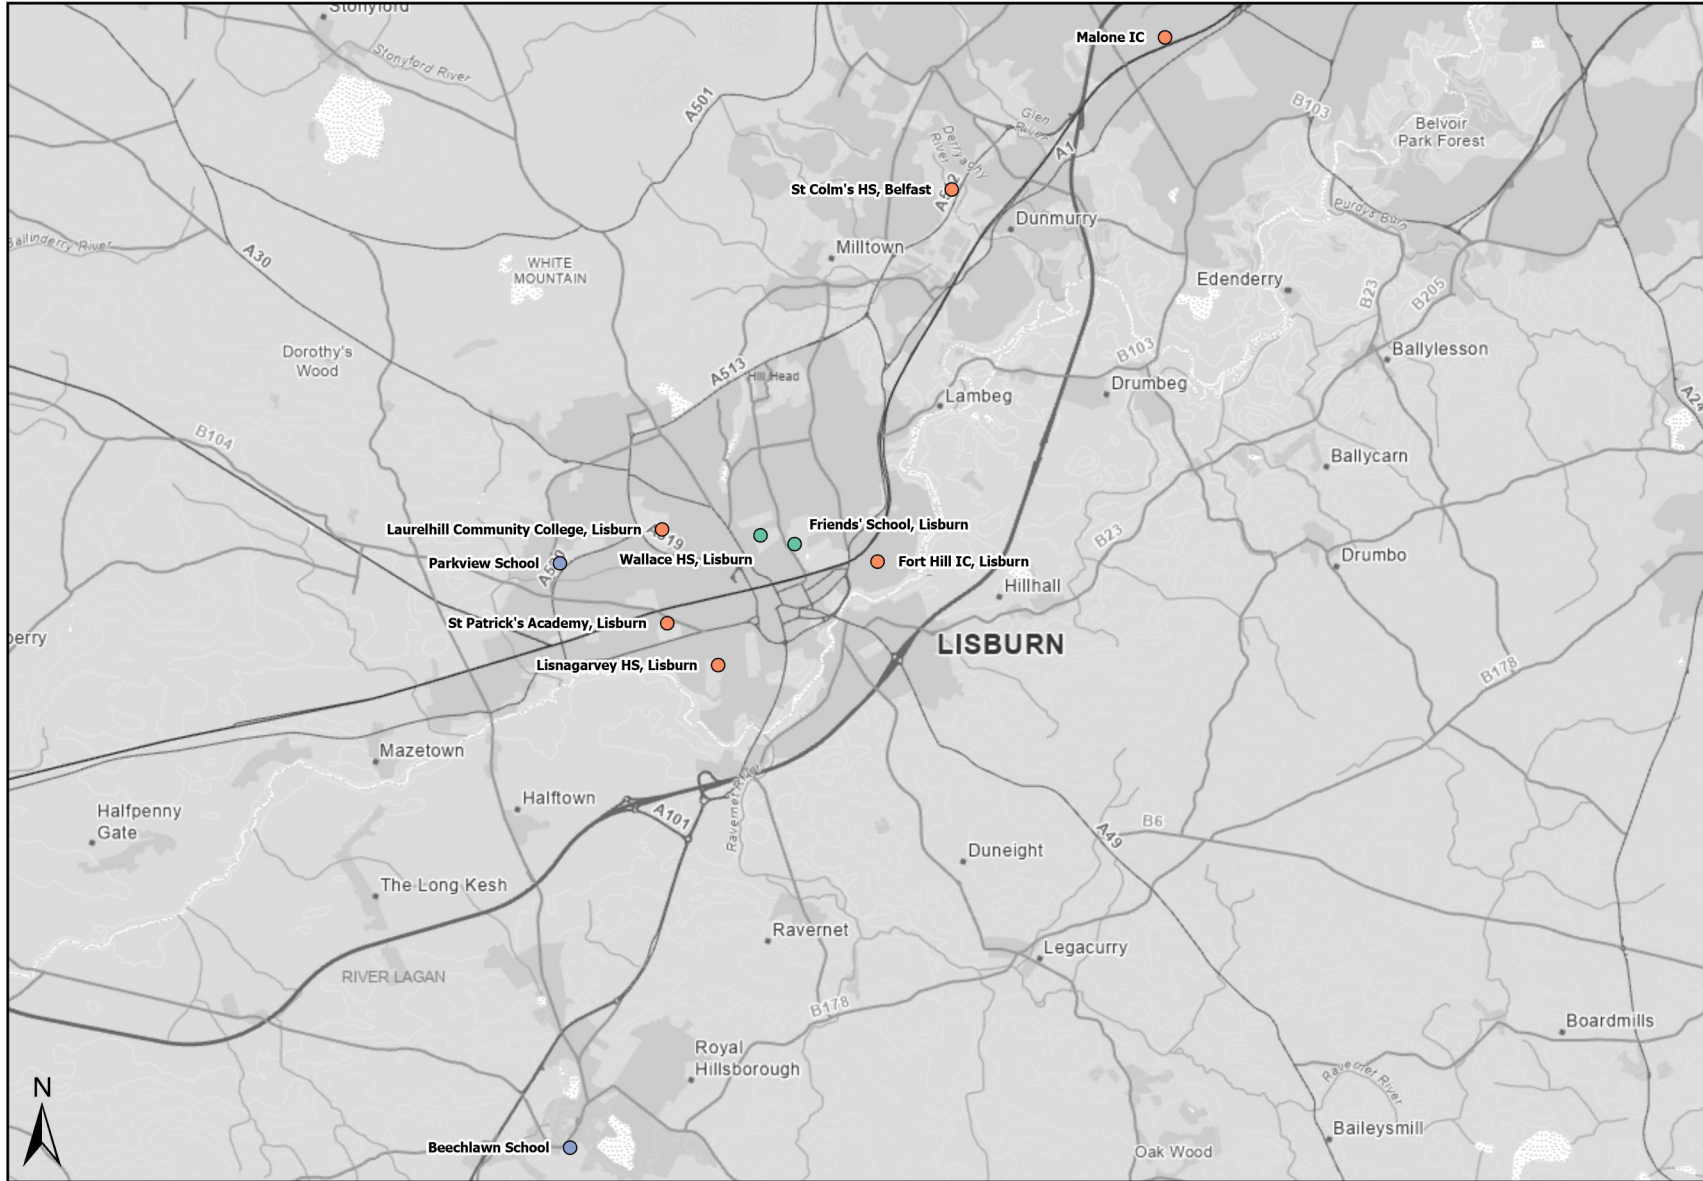 Stonyford
Malone IC
Stonyford River
A501
Glen
River
B103
Belvoir
Park Forest
Derryaghy
River
A1
St Colm's HS, Belfast
Dunmurry
Purdys Burn
Ballinderry River
A30
WHITE
MOUNTAIN
Milltown
Edenderry
B23
B205
Dorothy's
Wood
A513
Hill Head
B103
Ballylesson
Lambeg
Drumbeg
A24
B104
Ballycarn
Laurelhill Community College, Lisburn
Friends' School, Lisburn
B23
Parkview School
Wallace HS, Lisburn
Fort Hill IC, Lisburn
Drumbo
Hillhall
St Patrick's Academy, Lisburn
berry
LISBURN
Lisnagarvey HS, Lisburn
B178
Mazetown
Halftown
Ravernet River
Halfpenny
Gate
A101
A49
B6
Duneight
The Long Kesh
Ravernet
Legacurry
RIVER LAGAN
B178
Boardmills
Royal
Hillsborough
Ravernet River
N
Baileysmill
Beechlawn School
Oak Wood